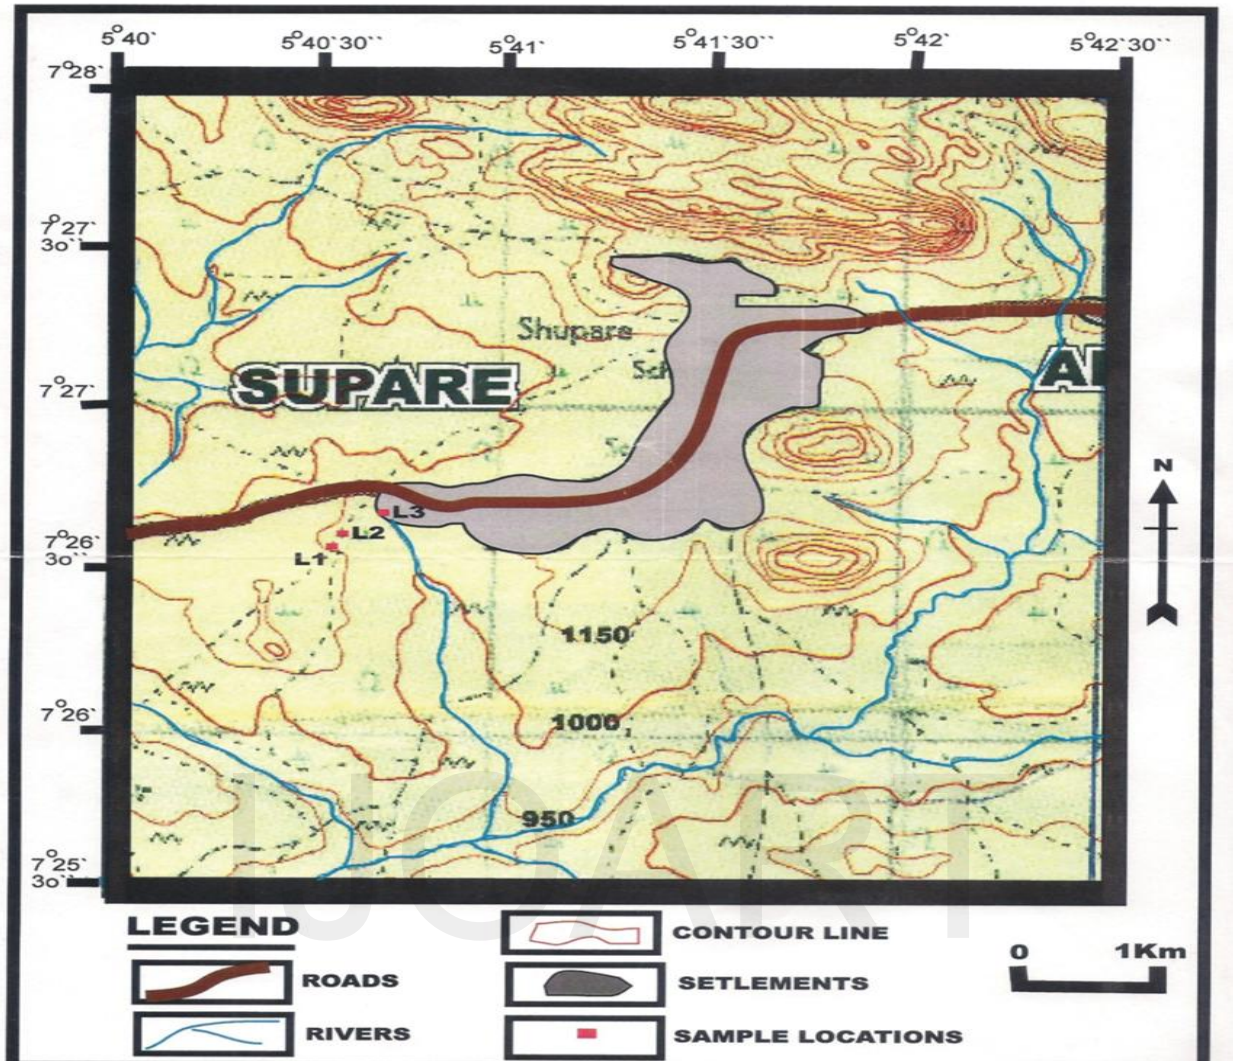 5°40` 5°40`30`` 5°41` 5°41`30`` 5°42` 5°42`30``
7°28`
7°27`
30``
Shupare
SUPARE
7°27`
L3
L2
L1
7°26`
30``
1150
7°26`
1000
950
7°25`
30``
N
IJOART
LEGEND
ROADS
RIVERS
CONTOUR LINE
SETLEMENTS
SAMPLE LOCATIONS
0 1Km